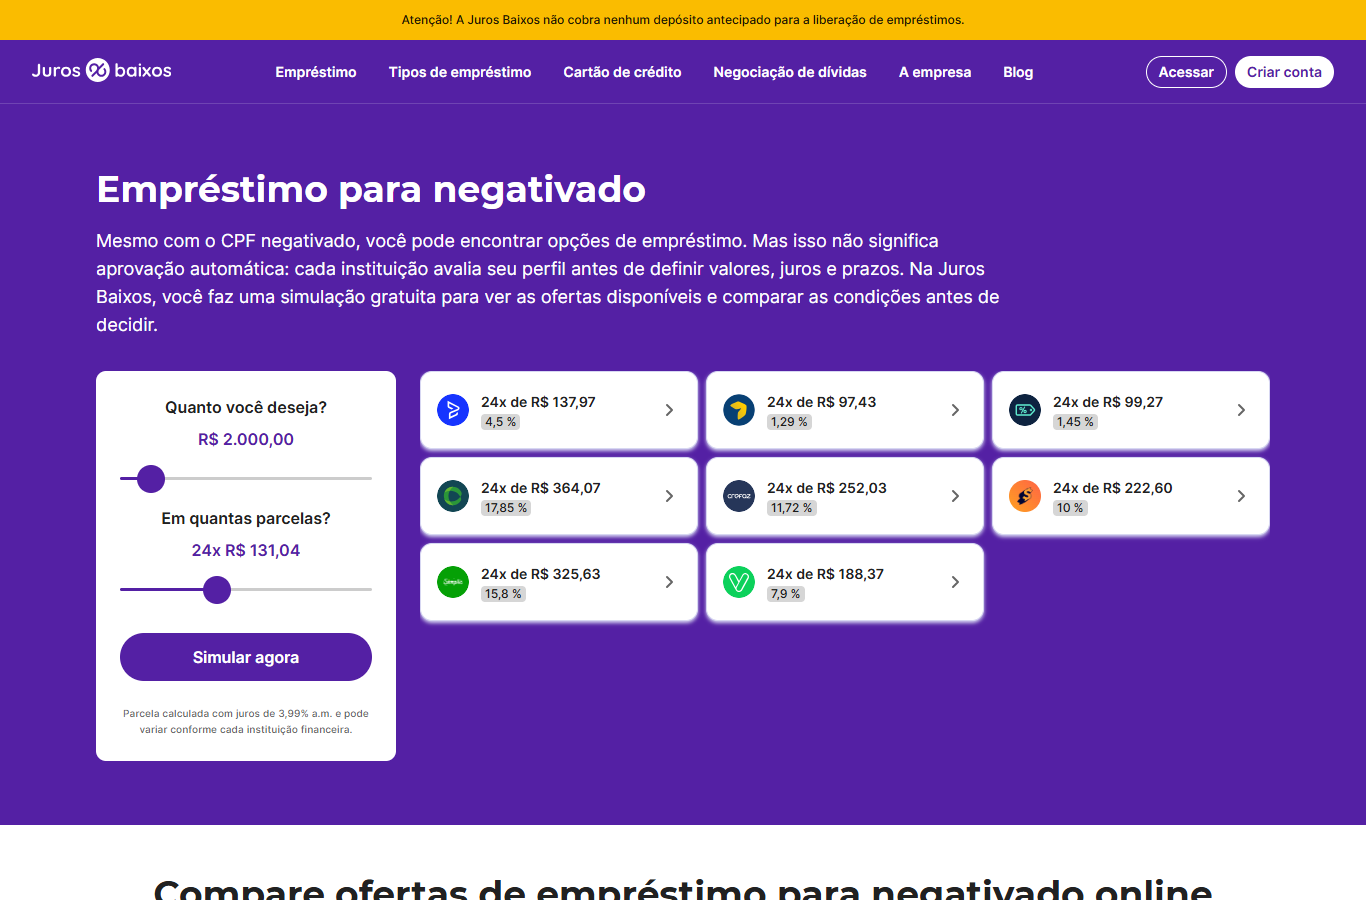 Atenção! A Juros Baixos não cobra nenhum depósito antecipado para a liberação de empréstimos.
Juros baixos
Empréstimo
Tipos de empréstimo
Cartão de crédito
Negociação de dívidas
A empresa
Blog
Acessar
Criar conta
Empréstimo para negativado
Mesmo com o CPF negativado, você pode encontrar opções de empréstimo. Mas isso não significa
aprovação automática: cada instituição avalia seu perfil antes de definir valores, juros e prazos. Na Juros
Baixos, você faz uma simulação gratuita para ver as ofertas disponíveis e comparar as condições antes de
decidir.
Quanto você deseja?
R$ 2.000,00
Em quantas parcelas?
24x R$ 131,04
Simular agora
Parcela calculada com juros de 3,99% a.m. e pode
variar conforme cada instituição financeira.
24x de R$ 137,97
4,5 %
24x de R$ 97,43
1,29 %
%
24x de R$ 99,27
1,45 %
24x de R$ 364,07
17,85 %
crefaz
24x de R$ 252,03
11,72 %
24x de R$ 222,60
10 %
Simplic
24x de R$ 325,63
15,8 %
24x de R$ 188,37
7,9 %
Compare ofertas de empréstimo para negativado online